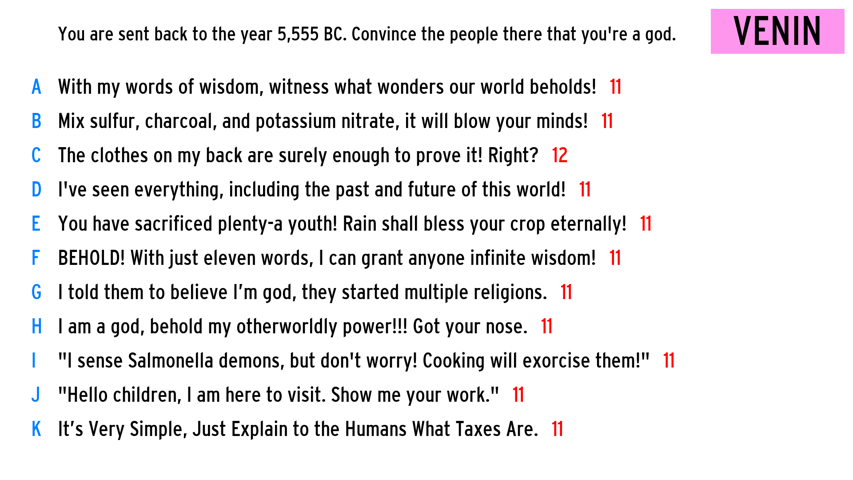 You are sent back to the year 5,555 BC. Convince the people there that you're a god.
VENIN
A With my words of wisdom, witness what wonders our world beholds! 11
B Mix sulfur, charcoal, and potassium nitrate, it will blow your minds! 11
C The clothes on my back are surely enough to prove it! Right? 12
D I've seen everything, including the past and future of this world! 11
E You have sacrificed plenty-a youth! Rain shall bless your crop eternally! 11
F BEHOLD! With just eleven words, I can grant anyone infinite wisdom! 11
G I told them to believe I’m god, they started multiple religions. 11
H I am a god, behold my otherworldly power!!! Got your nose. 11
I "I sense Salmonella demons, but don't worry! Cooking will exorcise them!" 11
J "Hello children, I am here to visit. Show me your work." 11
K It’s Very Simple, Just Explain to the Humans What Taxes Are. 11